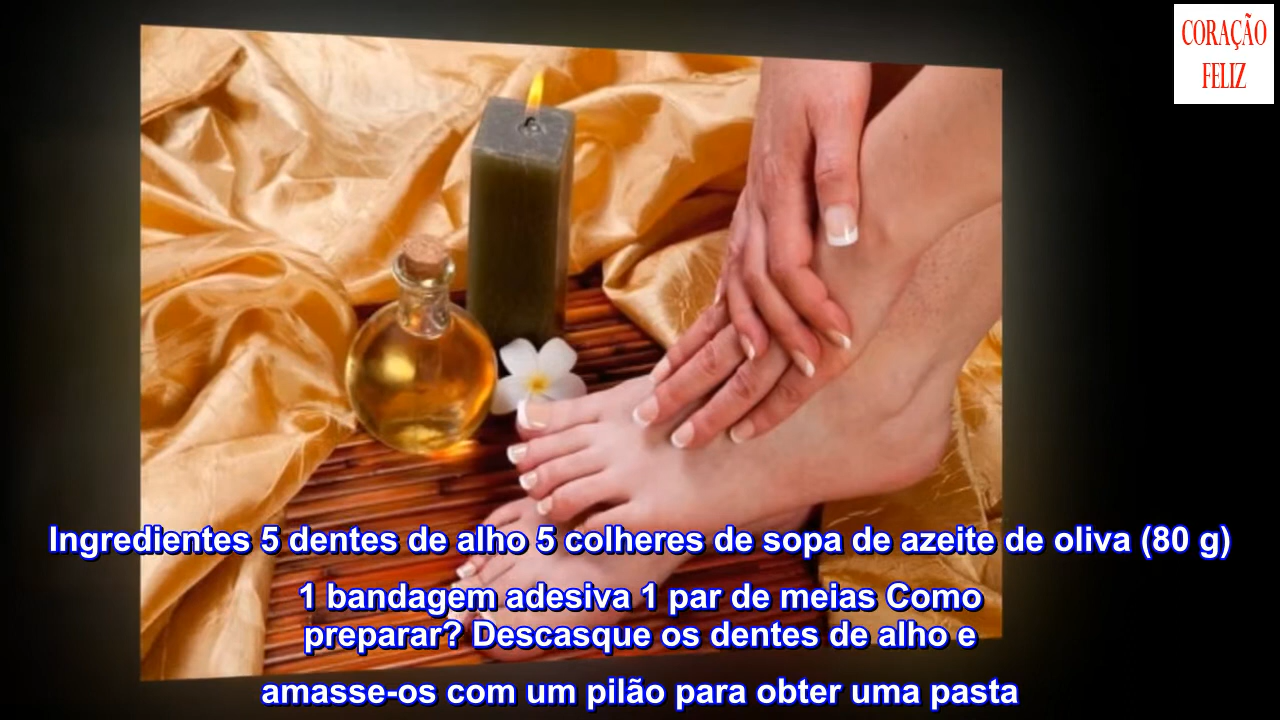 CORAÇÃO
FELIZ
Ingredientes 5 dentes de alho 5 colheres de sopa de azeite de oliva (80 g)
1 bandagem adesiva 1 par de meias Como
preparar? Descasque os dentes de alho e
amasse-os com um pilão para obter uma pasta